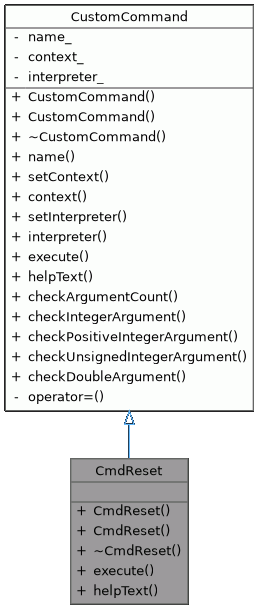 CustomCommand
- name_
- context_
- interpreter_
+ CustomCommand()
+ CustomCommand()
+ ~CustomCommand()
+ name()
+ setContext()
+ context()
+ setInterpreter()
+ interpreter()
+ execute()
+ helpText()
+ checkArgumentCount()
+ checkIntegerArgument()
+ checkPositiveIntegerArgument()
+ checkUnsignedIntegerArgument()
+ checkDoubleArgument()
- operator=()
CmdReset
+ CmdReset()
+ CmdReset()
+ ~CmdReset()
+ execute()
+ helpText()